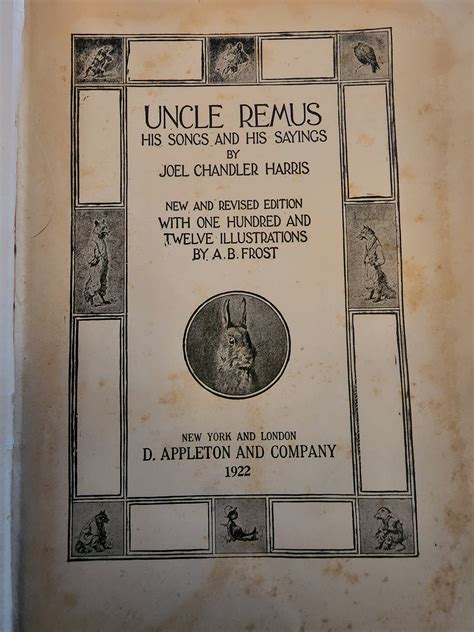 UNCLE REMUS
HIS SONGS AND HIS SAYINGS
BY
JOEL CHANDLER HARRIS
NEW AND REVISED EDITION
WITH ONE HUNDRED AND
TWELVE ILLUSTRATIONS
BY A.B. FROST
NEW YORK AND LONDON
D. APPLETON AND COMPANY
1922